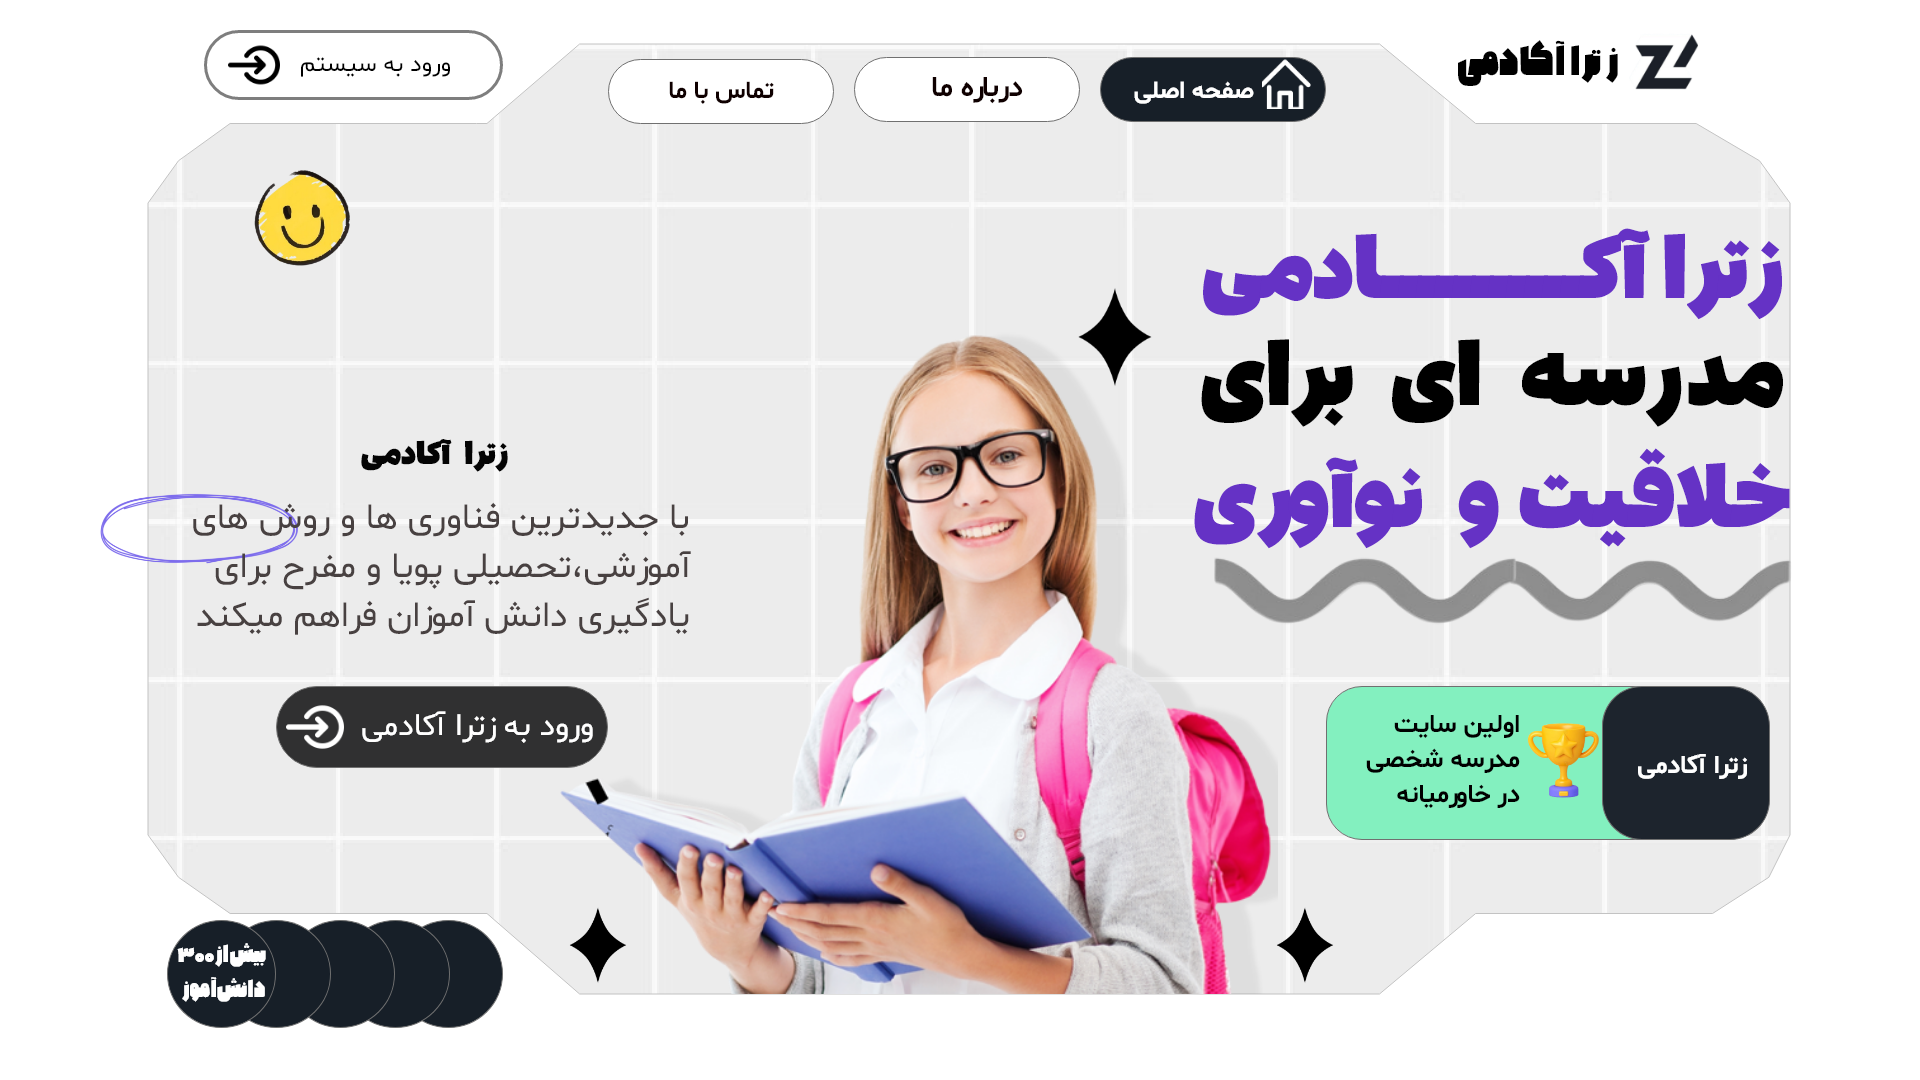 ز ترا آکادمی
صفحه اصلی
درباره ما
تماس با ما
ورود به سیستم
زترا آکـــــــــادمی
مدرسه ای برای
خلاقیت و نوآوری
زترا آکادمی
با جدیدترین فناوری ها و روش های
آموزشی،تحصیلی پویا و مفرح برای
یادگیری دانش آموزان فراهم میکند
ورود به زترا آکادمی
زترا آکادمی
اولین سایت
مدرسه شخصی
در خاورمیانه
بیش از ۳۰۰
دانش آموز